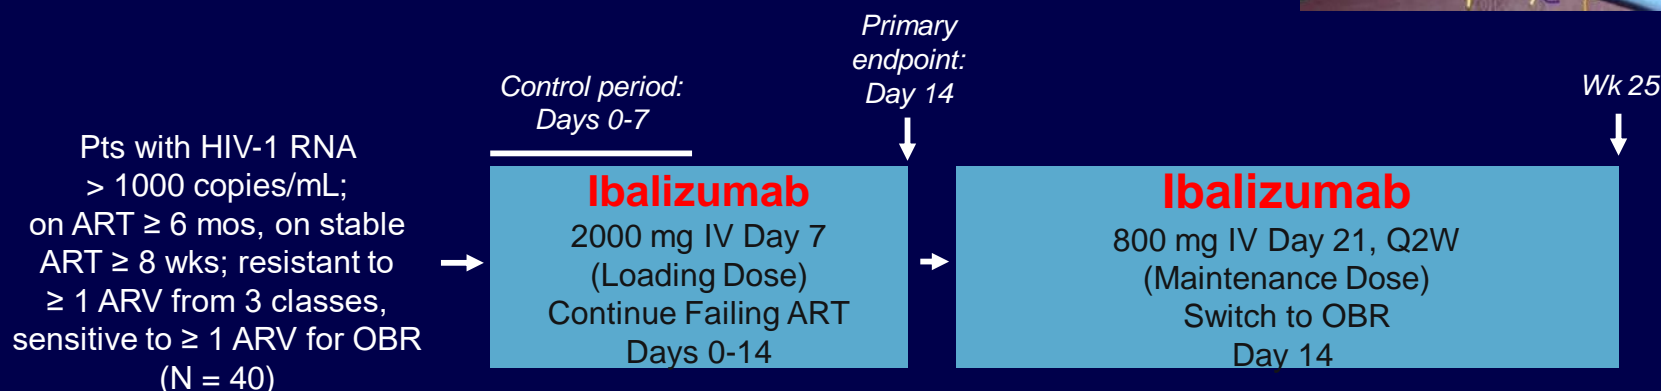 Primary
endpoint:
Day 14
Control period:
Days 0-7
Wk 25
Pts with HIV-1 RNA
> 1000 copies/mL;
on ART ≥ 6 mos, on stable
ART ≥ 8 wks; resistant to
≥ 1 ARV from 3 classes,
sensitive to ≥ 1 ARV for OBR
(N = 40)
Ibalizumab
2000 mg IV Day 7
(Loading Dose)
Continue Failing ART
Days 0-14
Ibalizumab
800 mg IV Day 21, Q2W
(Maintenance Dose)
Switch to OBR
Day 14